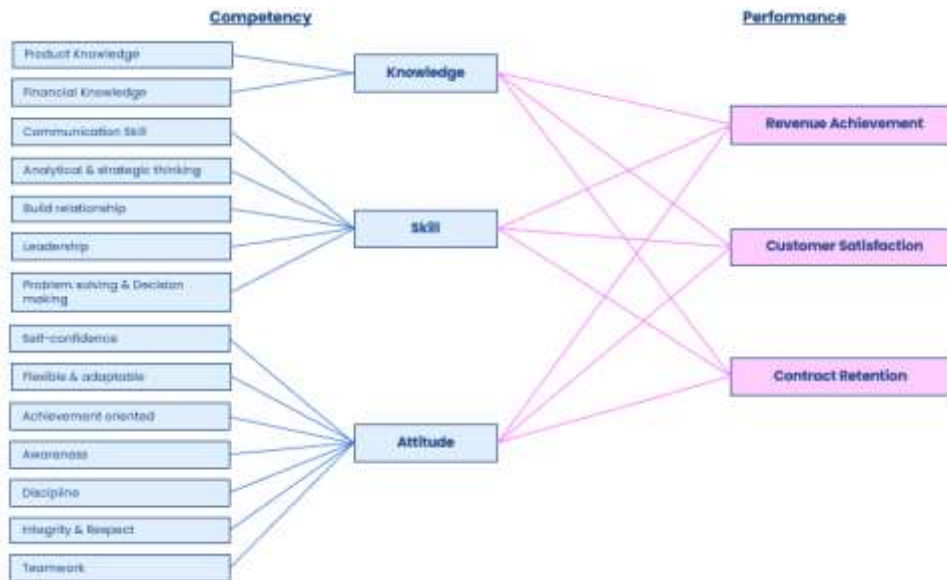 Competency
Performance
Product Knowledge
Financial Knowledge
Communication Skill
Analytical & strategic thinking
Build relationship
Leadership
Problem solving & Decision
making
Self-confidence
Flexible & adaptable
Achievement oriented
Awareness
Discipline
Integrity & Respect
Teamwork
Knowledge
Skill
Attitude
Revenue Achievement
Customer Satisfaction
Contract Retention